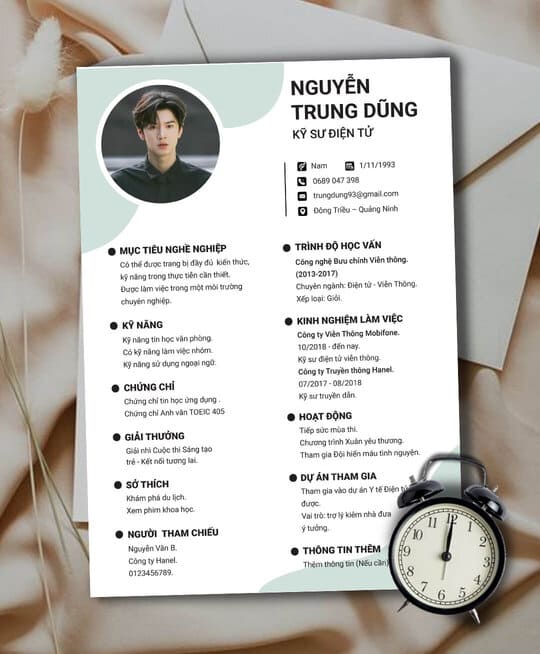 NGUYỄN
TRUNG DŨNG
KỸ SƯ ĐIỆN TỬ
Nam 1/11/1993
0689 047 398
trungdung93@gmail.com
Đông Triều – Quảng Ninh
MỤC TIÊU NGHỀ NGHIỆP
Có thể được trang bị đầy đủ kiến thức,
kỹ năng trong thực tiễn cần thiết.
Được làm việc trong một môi trường
chuyên nghiệp.
KỸ NĂNG
Kỹ năng tin học văn phòng.
Có kỹ năng làm việc nhóm.
Kỹ năng sử dụng ngoại ngữ.
CHỨNG CHỈ
Chứng chỉ tin học ứng dụng .
Chứng chỉ Anh văn TOEIC 405
GIẢI THƯỞNG
Giải nhì Cuộc thi Sáng tạo
trẻ - Kết nối tương lai.
SỞ THÍCH
Khám phá du lịch.
Xem phim khoa học.
NGƯỜI THAM CHIẾU
Nguyễn Văn B.
Công ty Hanel.
0123456789.
TRÌNH ĐỘ HỌC VẤN
Công nghệ Bưu chính Viễn thông.
(2013-2017)
Chuyên ngành: Điện tử - Viễn Thông.
Xếp loại: Giỏi.
KINH NGHIỆM LÀM VIỆC
Công ty Viễn Thông Mobifone.
10/2018 - đến nay.
Kỹ sư điện tử viễn thông.
Công ty Truyền thông Hanel.
07/2017 - 08/2018
Kỹ sư truyền dẫn.
HOẠT ĐỘNG
Tiếp sức mùa thi.
Chương trình Xuân yêu thương.
Tham gia Đội hiến máu tình nguyện.
DỰ ÁN THAM GIA
Tham gia vào dự án Y tế Điện
được.
Vai trò: trợ lý kiêm nhà đưa
ý tưởng.
THÔNG TIN THÊM
Thêm thông tin (Nếu cần)
12
1
2
3
4
5
6
7
8
9
10
11